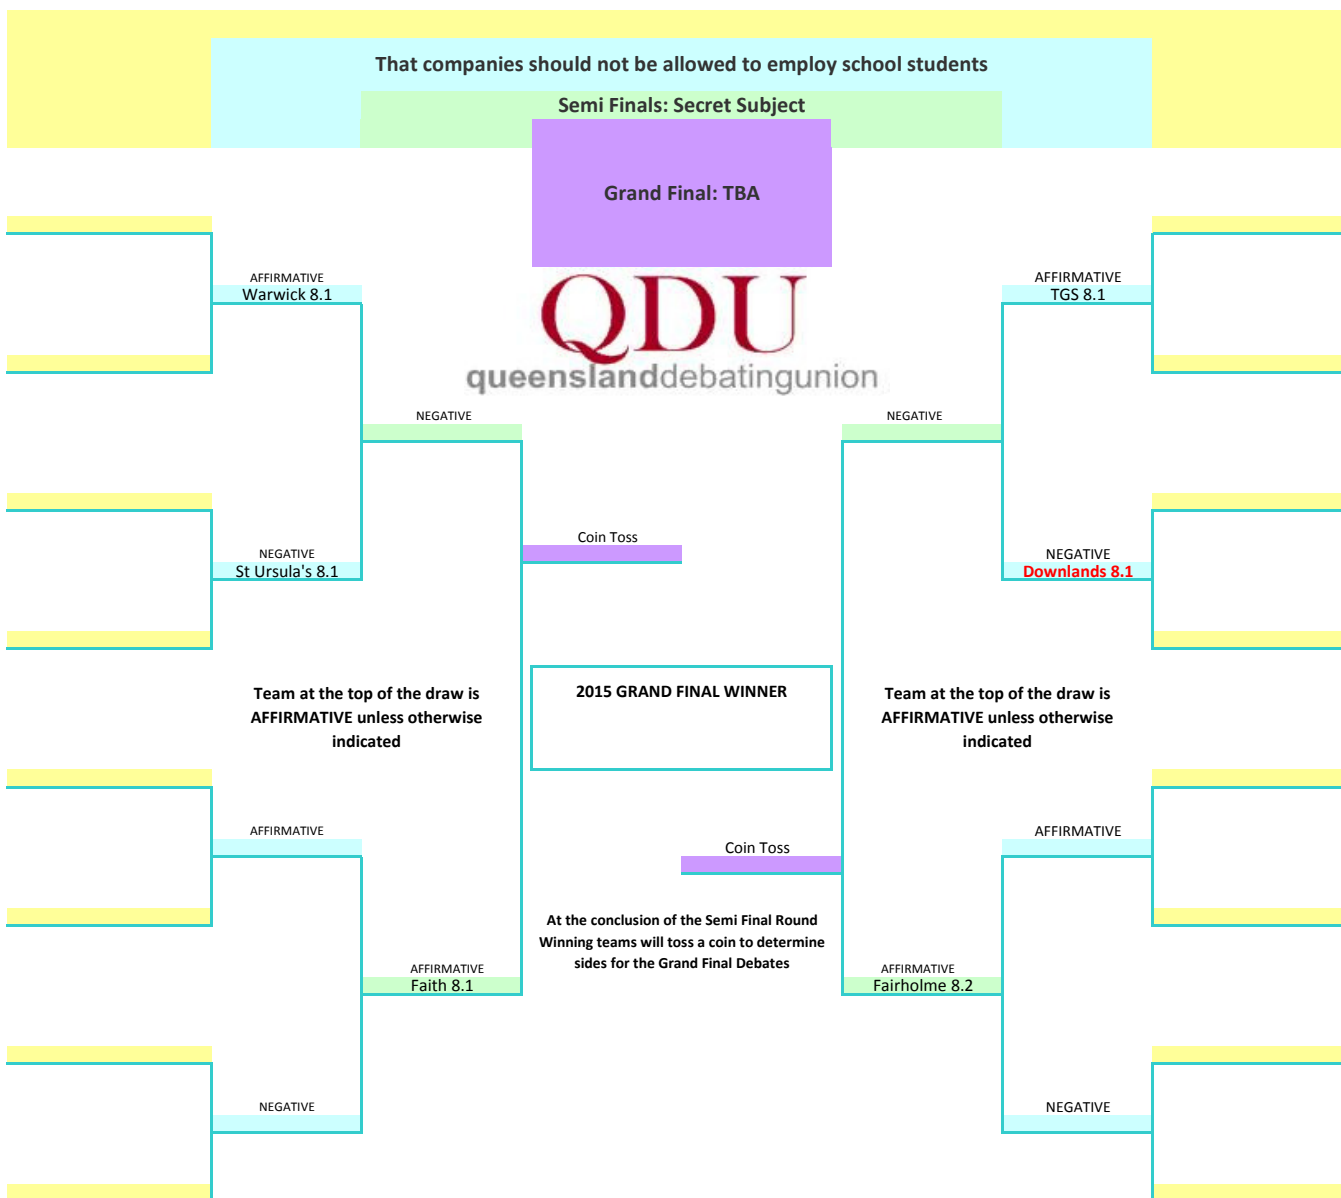 That companies should not be allowed to employ school students
Semi Finals: Secret Subject
Grand Final: TBA
QDU
queenslanddebatingunion
AFFIRMATIVE
Warwick 8.1
AFFIRMATIVE
TGS 8.1
NEGATIVE
NEGATIVE
Coin Toss
NEGATIVE
St Ursula's 8.1
NEGATIVE
Downlands 8.1
Team at the top of the draw is
AFFIRMATIVE unless otherwise
indicated
2015 GRAND FINAL WINNER
Team at the top of the draw is
AFFIRMATIVE unless otherwise
indicated
AFFIRMATIVE
AFFIRMATIVE
Coin Toss
At the conclusion of the Semi Final Round
Winning teams will toss a coin to determine
sides for the Grand Final Debates
AFFIRMATIVE
Faith 8.1
AFFIRMATIVE
Fairholme 8.2
NEGATIVE
NEGATIVE